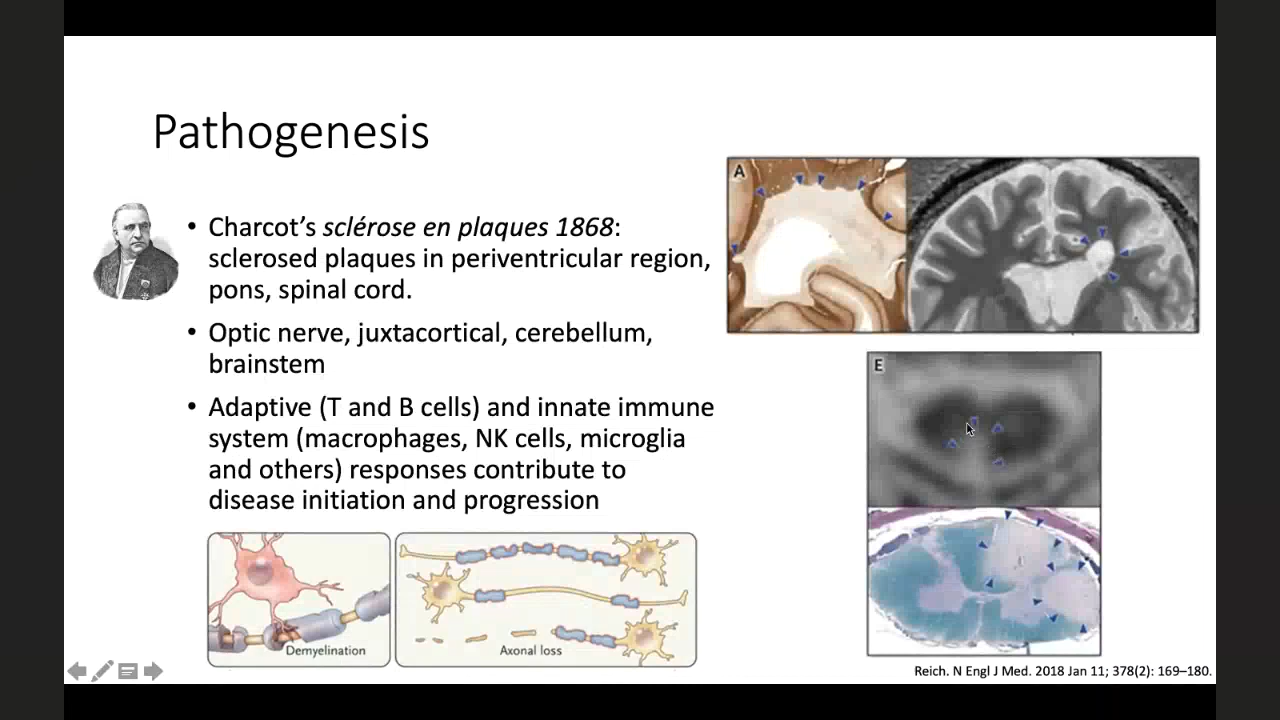 Pathogenesis
• Charcot’s sclérose en plaques 1868:
sclerosed plaques in periventricular region,
pons, spinal cord.
• Optic nerve, juxtacortical, cerebellum,
brainstem
• Adaptive (T and B cells) and innate immune
system (macrophages, NK cells, microglia
and others) responses contribute to
disease initiation and progression
Demyelination
Axonal loss
A
E
Reich. N Engl J Med. 2018 Jan 11; 378(2): 169–180.